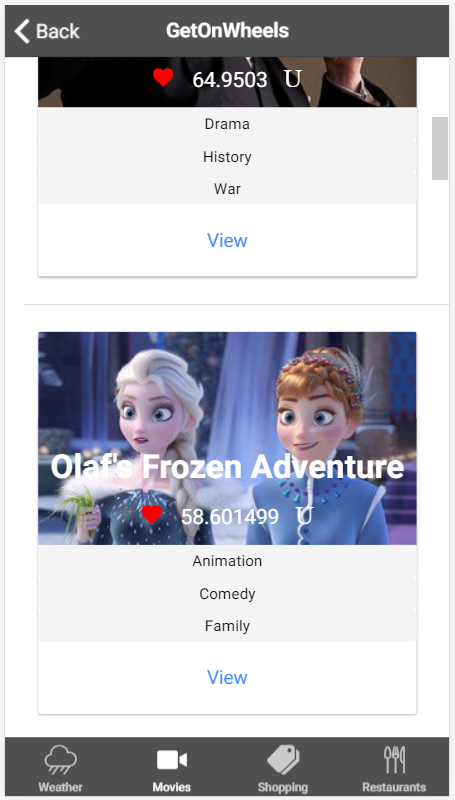 Back
GetOnWheels
64.9503 U
Drama
History
War
View
Olaf's Frozen Adventure
58.601499 U
Animation
Comedy
Family
View
Weather
Movies
Shopping
Restaurants